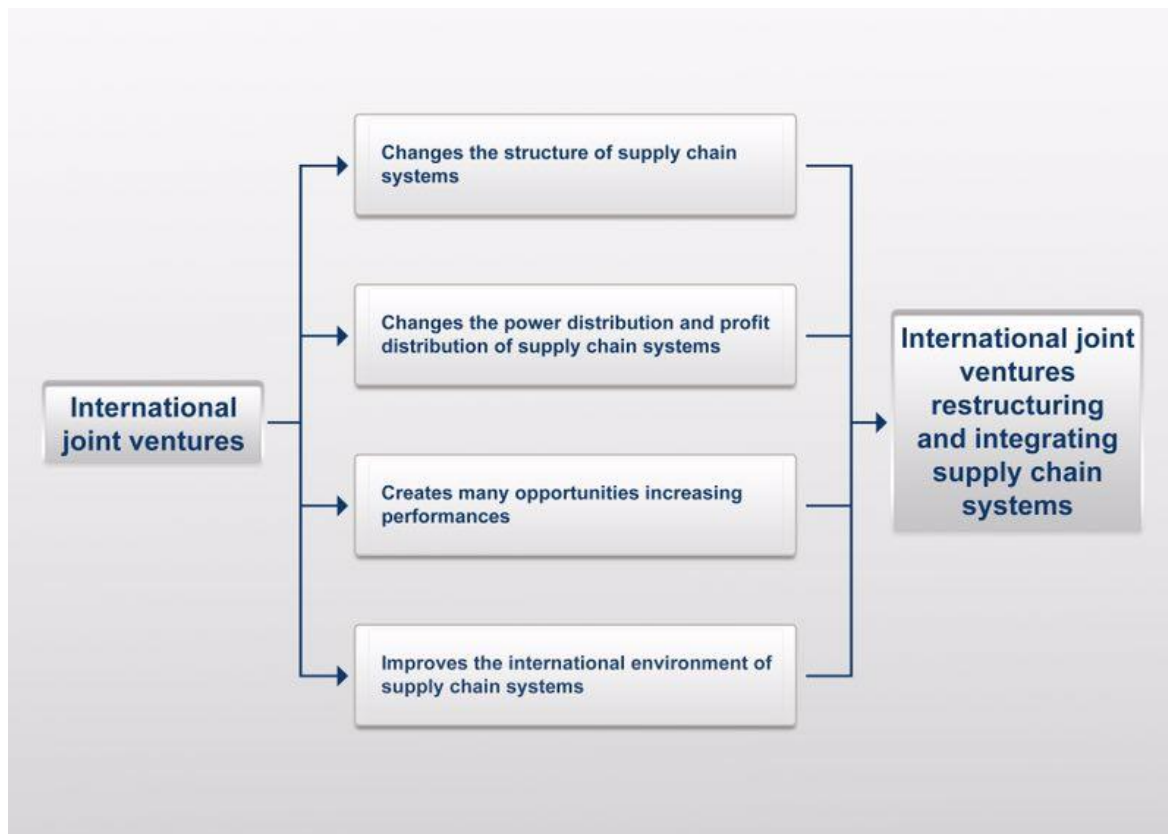 International
joint ventures
Changes the structure of supply chain
systems
Changes the power distribution and profit
distribution of supply chain systems
Creates many opportunities increasing
performances
Improves the international environment of
supply chain systems
International joint
ventures
restructuring
and integrating
supply chain
systems